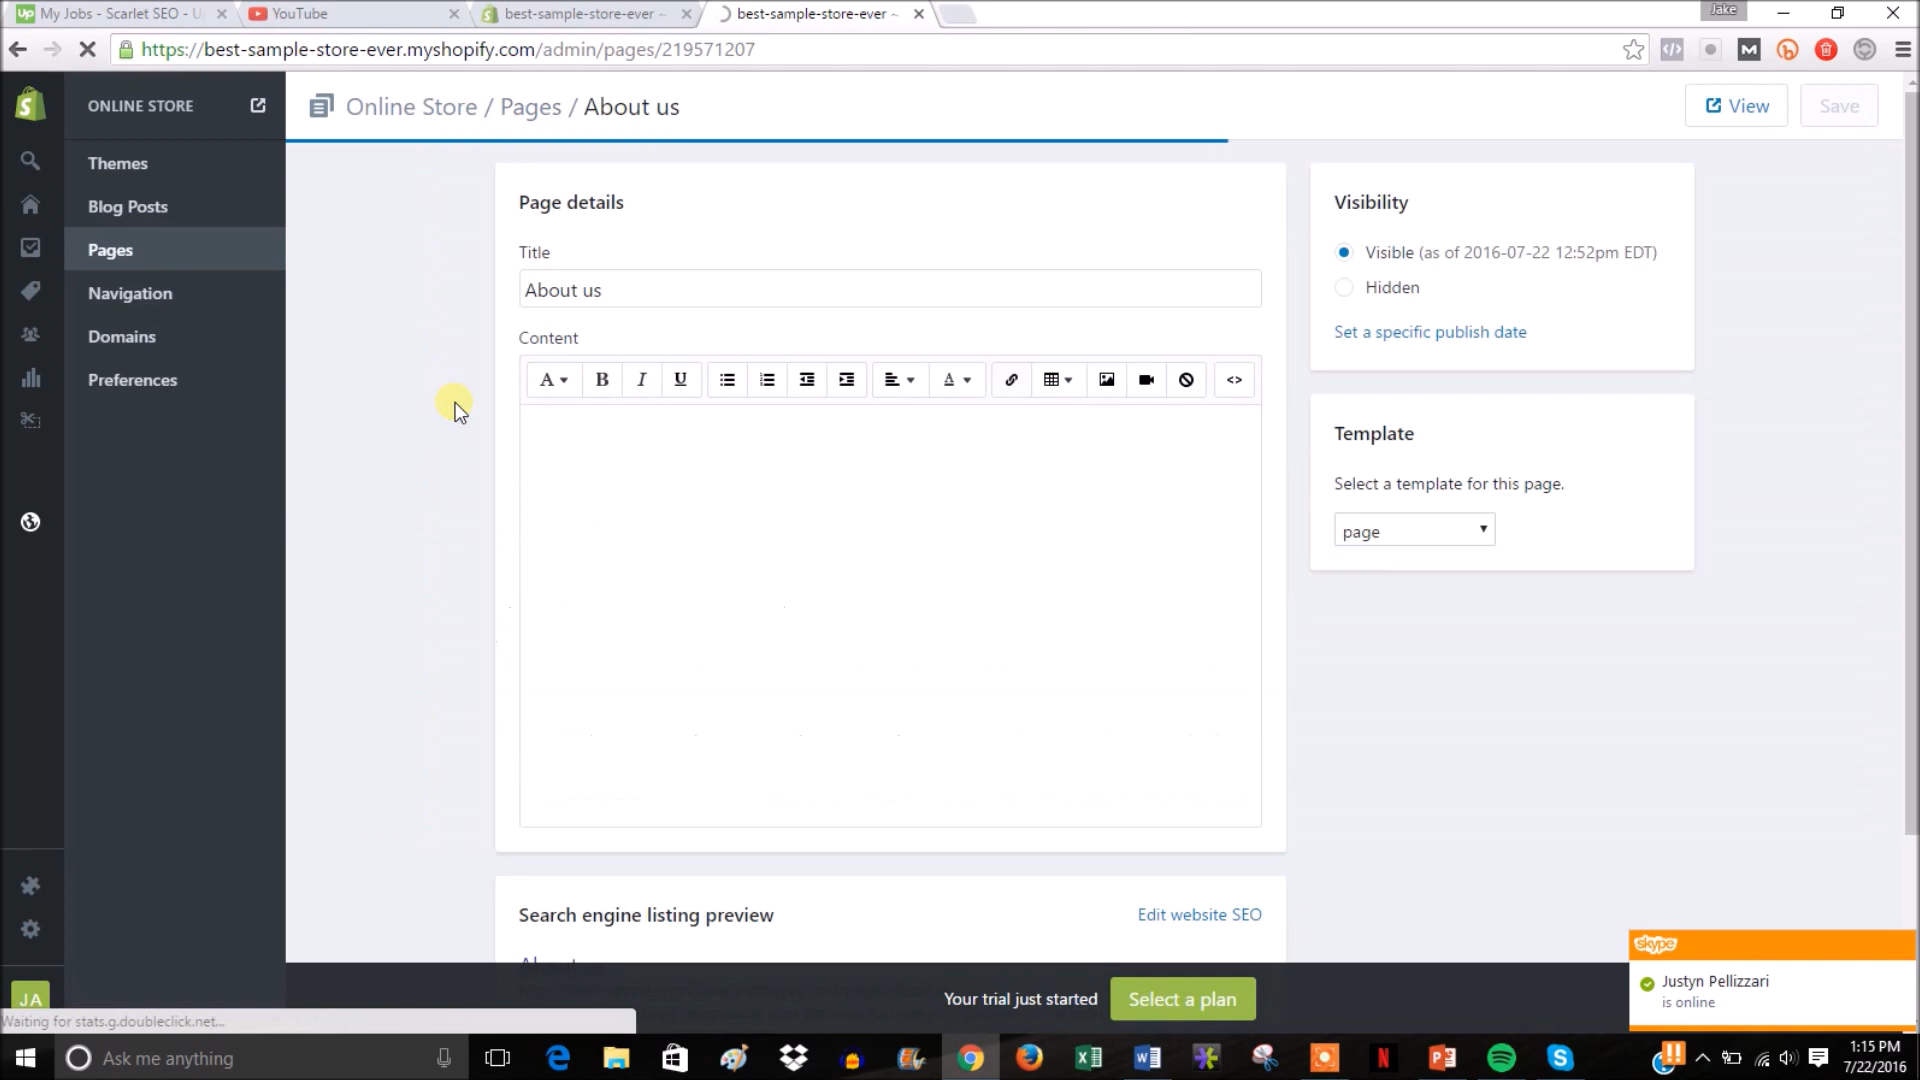 My Jobs - Scarlet SEO - U
YouTube
best-sample-store-ever ~
best-sample-store-ever ~
Jake
https://best-sample-store-ever.myshopify.com/admin/pages/219571207
ONLINE STORE
Online Store / Pages / About us
View
Save
Themes
Blog Posts
Pages
Navigation
Domains
Preferences
Page details
Title
About us
Content
Visibility
Visible (as of 2016-07-22 12:52pm EDT)
Hidden
Set a specific publish date
Template
Select a template for this page.
page
Search engine listing preview
Edit website SEO
Your trial just started
Select a plan
skype
Justyn Pellizzari
is online
JA
Waiting for stats.g.doubleclick.net...
Ask me anything
1:15 PM
7/22/2016